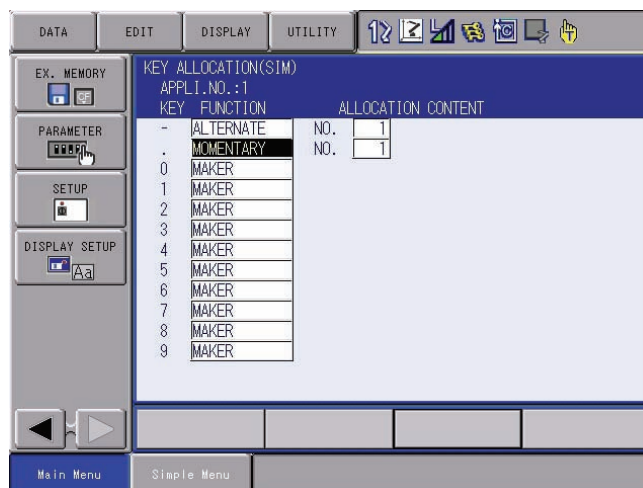 DATA EDIT DISPLAY UTILITY
EX. MEMORY
CF
PARAMETER
SETUP
DISPLAY SETUP
Aa
KEY ALLOCATION(SIM)
APPLI.NO.:1
KEY FUNCTION ALLOCATION CONTENT
- ALTERNATE NO. 1
. MOMENTARY NO. 1
0 MAKER
1 MAKER
2 MAKER
3 MAKER
4 MAKER
5 MAKER
6 MAKER
7 MAKER
8 MAKER
9 MAKER
Main Menu Simple Menu